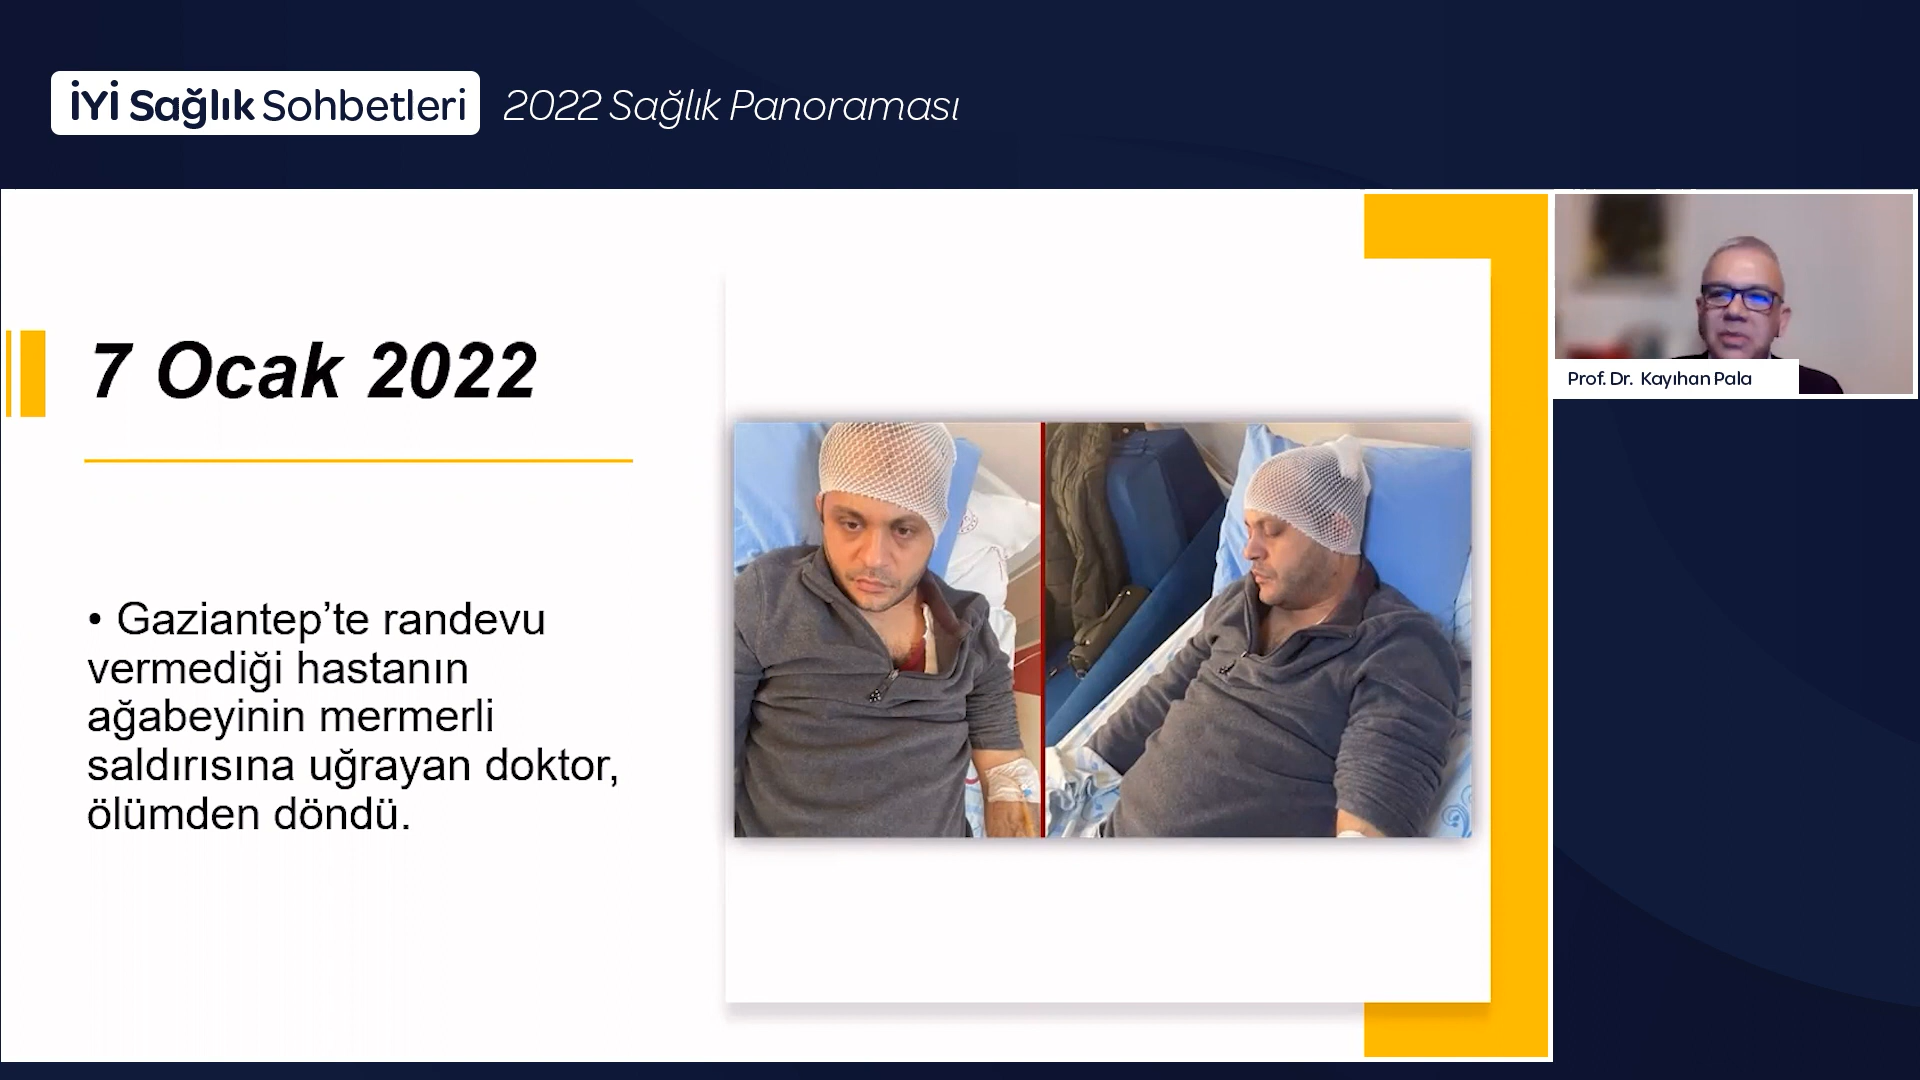 İYİ Sağlık Sohbetleri 2022 Sağlık Panoraması
7 Ocak 2022
• Gaziantep’te randevu
vermediği hastanın
ağabeyinin mermerli
saldırısına uğrayan doktor,
ölümden döndü.
Prof. Dr. Kayıhan Pala